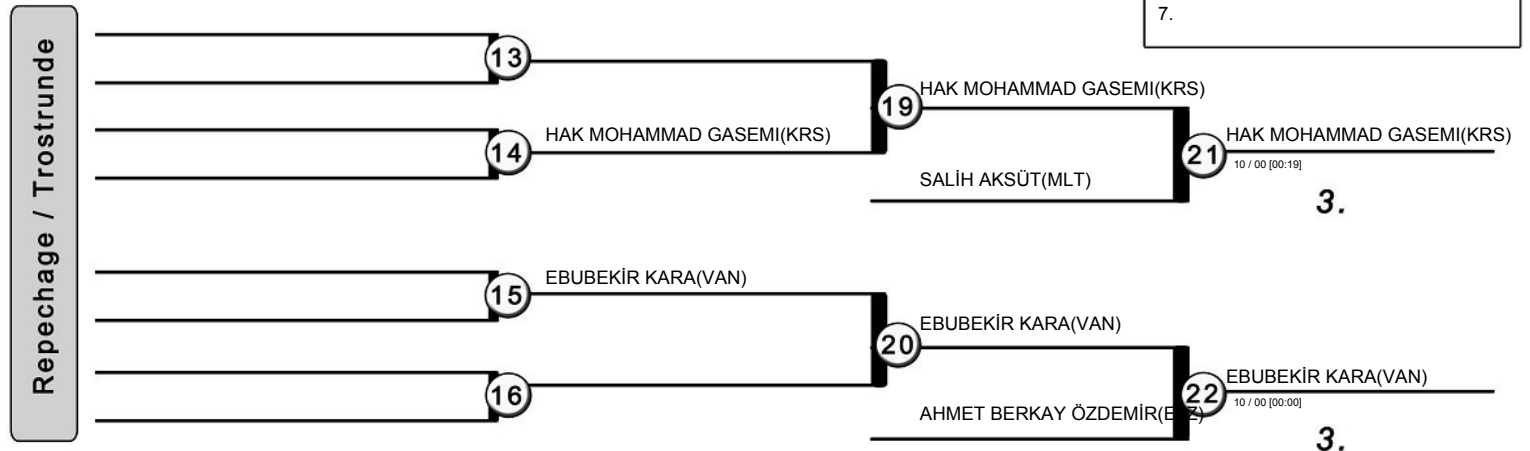 7.
Repechage / Trostrunde
13
HAK MOHAMMAD GASEMI(KRS)
19
14
HAK MOHAMMAD GASEMI(KRS)
HAK MOHAMMAD GASEMI(KRS)
21
10 / 00 [00:19]
SALİH AKSÜT(MLT)
3.
15
EBUBEKİR KARA(VAN)
EBUBEKİR KARA(VAN)
20
16
EBUBEKİR KARA(VAN)
22
10 / 00 [00:00]
AHMET BERKAY ÖZDEMİR
3.